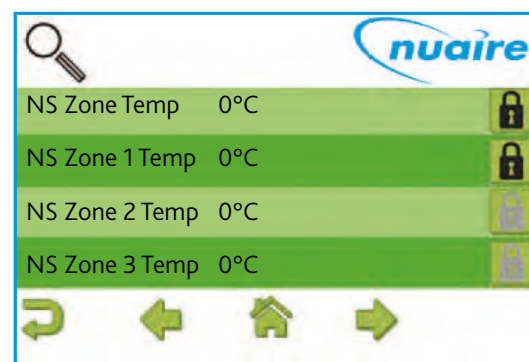 nuaire
NS Zone Temp 0°C
NS Zone 1 Temp 0°C
NS Zone 2 Temp 0°C
NS Zone 3 Temp 0°C